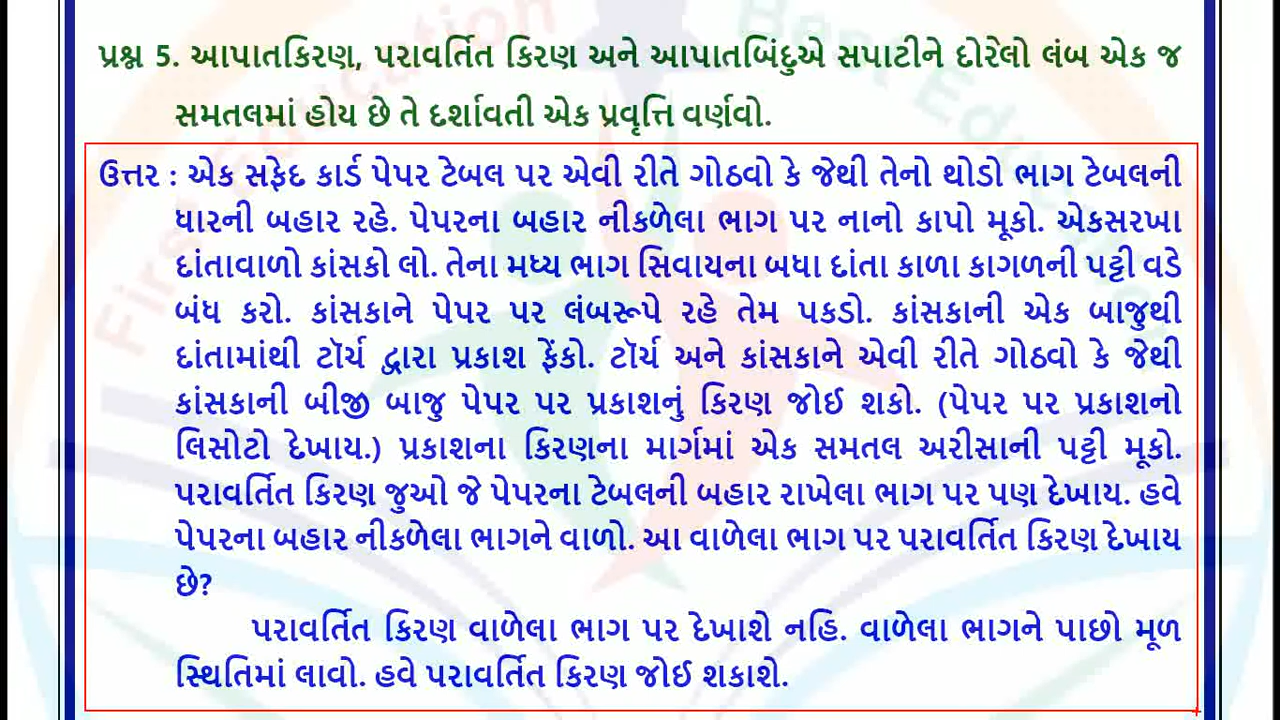 પ્રશ્ન 5. આપાતકિરણ, પરાવર્તિત કિરણ અને આપાતબિંદુએ સપાટીને દોરેલો લંબ એક જ
સમતલમાં હોય છે તે દર્શાવતી એક પ્રવૃત્તિ વર્ણવો.
ઉત્તર : એક સફેદ કાર્ડ પેપર ટેબલ પર એવી રીતે ગોઠવો કે જેથી તેનો થોડો ભાગ ટેબલની
ધારની બહાર રહે. પેપરના બહાર નીકળેલા ભાગ પર નાનો કાપો મૂકો. એકસરખા
દાંતાવાળો કાંસકો લો. તેના મધ્ય ભાગ સિવાયના બધા દાંતા કાળા કાગળની પટ્ટી વડે
બંધ કરો. કાંસકાને પેપર પર લંબરૂપે રહે તેમ પકડો. કાંસકાની એક બાજુથી
દાંતામાંથી ટૉર્ચ દ્વારા પ્રકાશ ફેંકો. ટૉર્ચ અને કાંસકાને એવી રીતે ગોઠવો કે જેથી
કાંસકાની બીજી બાજુ પેપર પર પ્રકાશનું કિરણ જોઈ શકો. (પેપર પર પ્રકાશનો
લિસોટો દેખાય.) પ્રકાશના કિરણના માર્ગમાં એક સમતલ અરીસાની પટ્ટી મૂકો.
પરાવર્તિત કિરણ જુઓ જે પેપરના ટેબલની બહાર રાખેલા ભાગ પર પણ દેખાય. હવે
પેપરના બહાર નીકળેલા ભાગને વાળો. આ વાળેલા ભાગ પર પરાવર્તિત કિરણ દેખાય
છે?
પરાવર્તિત કિરણ વાળેલા ભાગ પર દેખાશે નહિ. વાળેલા ભાગને પાછો મૂળ
સ્થિતિમાં લાવો. હવે પરાવર્તિત કિરણ જોઈ શકાશે.